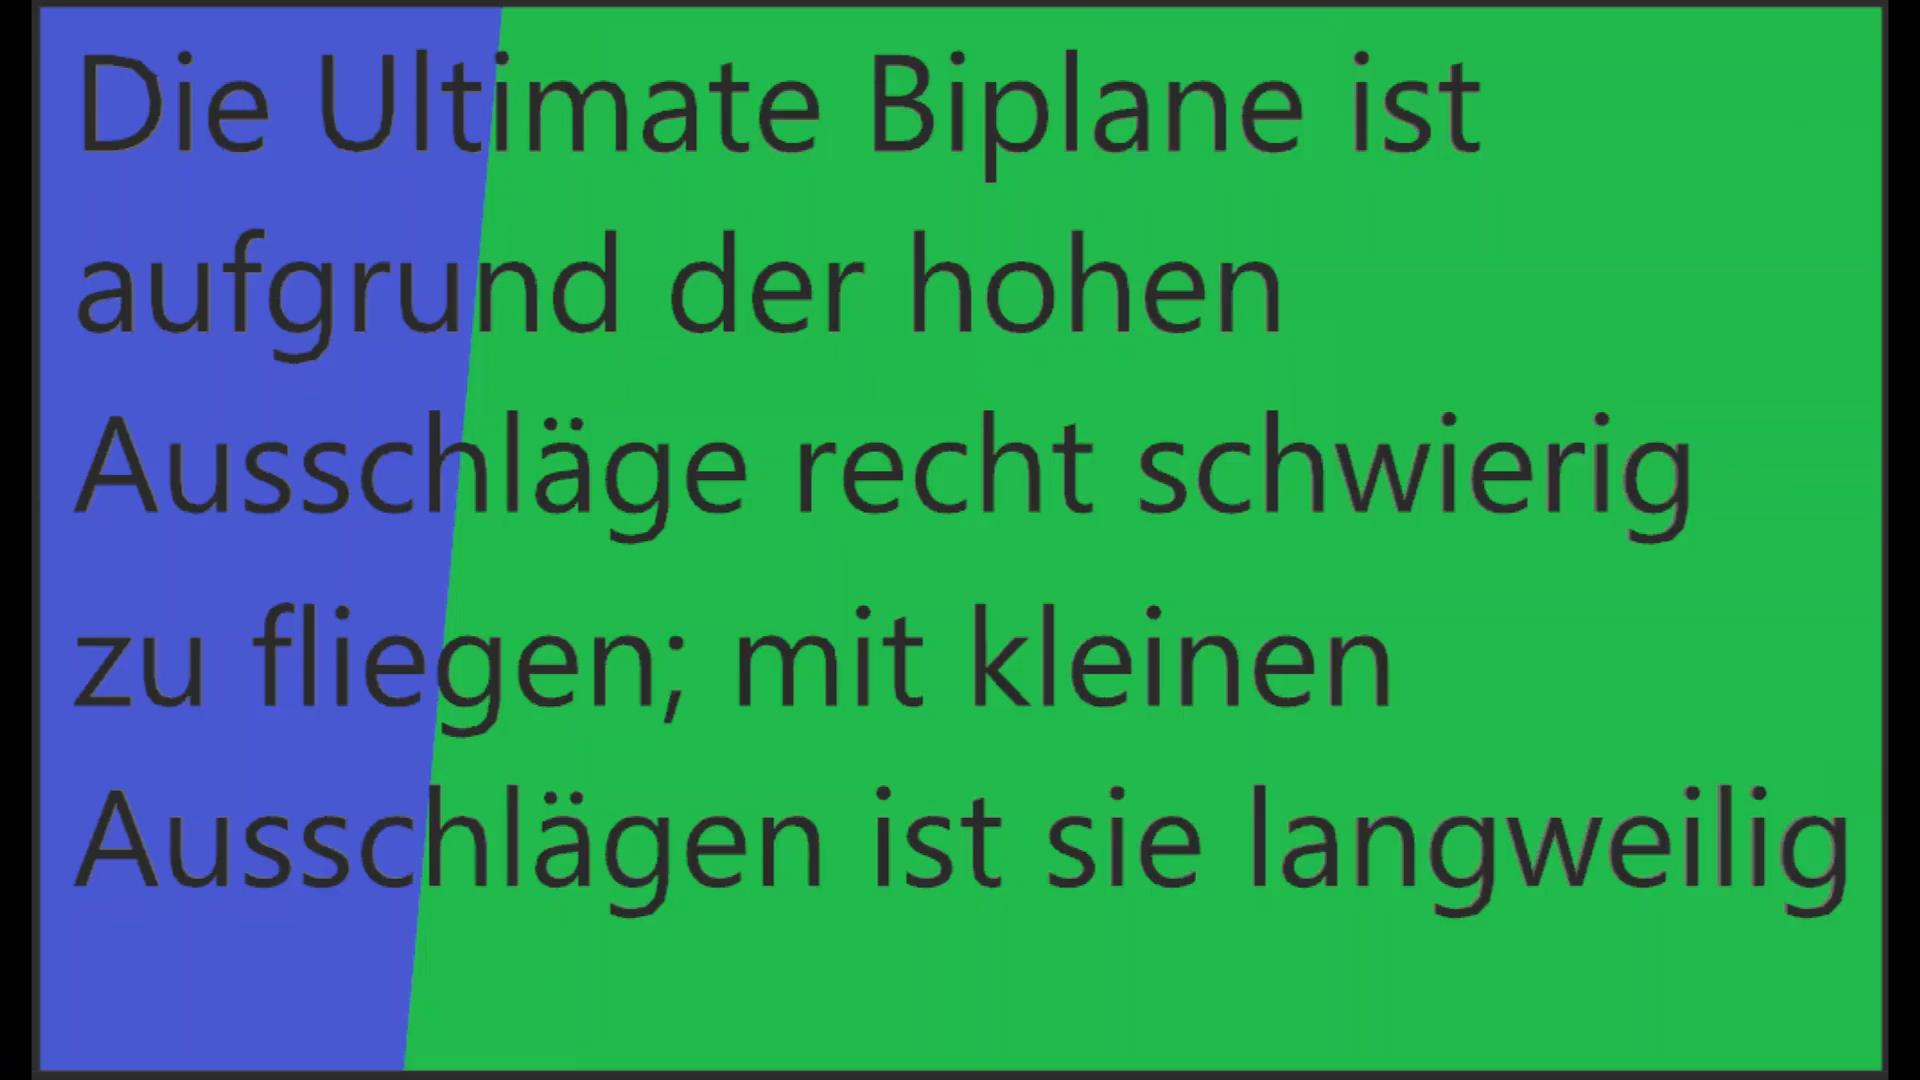 Die Ultimate Biplane ist
aufgrund der hohen
Ausschläge recht schwierig
zu fliegen; mit kleinen
Ausschlägen ist sie langweilig